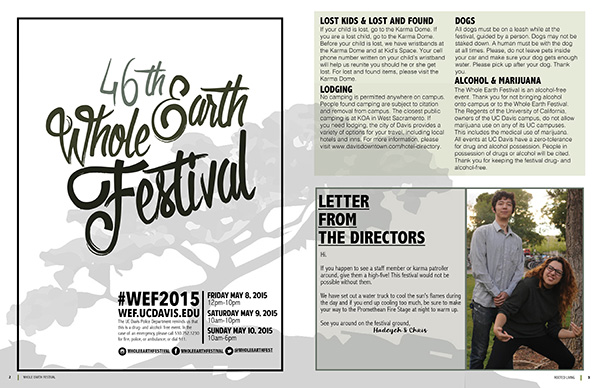 46th
Whole Earth
Festival
#WEF2015
WEF.UCDAVIS.EDU
The UC Davis Police Department reminds us that
this is a drug- and alcohol-free event. In the
case of an emergency please call 530.752.1230
for fire, police, or ambulance, or dial 911.
FRIDAY MAY 8, 2015
12pm-10pm
SATURDAY MAY 9, 2015
10am-10pm
SUNDAY MAY 10, 2015
10am-6pm
@WHOLEEARTHFESTIVAL
/WHOLEEARTHFESTIVAL
@WHOLEEARTHFEST
WHOLE EARTH FESTIVAL
LOST KIDS & LOST AND FOUND
If your child is lost, go to the Karma Dome. If
you are a lost child, go to the Karma Dome.
Before your child is lost, we have wristbands at
the Karma Dome and at Kid's Space. Your cell
phone number written on your child's wristband
will help us reunite you should he or she get
lost. For lost and found items, please visit the
Karma Dome.
LODGING
No camping is permitted anywhere on campus.
People found camping are subject to citation
and removal from campus. The closest public
camping is at KOA in West Sacramento. If
you need lodging, the city of Davis provides a
variety of options for your travel, including local
hotels and inns. For more information, please
visit www.davisdowntown.com/hotel-directory.
DOGS
All dogs must be on a leash while at the
festival, guided by a person. Dogs may not be
staked down. A human must be with the dog
at all times. Please, do not leave pets inside
your car and make sure your dog gets enough
water. Please pick up after your dog. Thank
you.
ALCOHOL & MARIJUANA
The Whole Earth Festival is an alcohol-free
event. Thank you for not bringing alcohol
onto campus or to the Whole Earth Festival.
The Regents of the University of California,
owners of the UC Davis campus, do not allow
marijuana use on any of its UC campuses.
This includes the medical use of marijuana.
All events at UC Davis have a zero-tolerance
for drug and alcohol possession. People in
possession of drugs or alcohol will be cited.
Thank you for keeping the festival drug- and
alcohol-free.
LETTER
FROM
THE DIRECTORS
Hi,
If you happen to see a staff member or karma patroller
around, give them a high-five! This festival would not be
possible without them.
We have set out a water truck to cool the sun's flames during
the day and if you end up cooling too much, be sure to make
your way to the Promethean Fire Stage at night to warm up.
See you around on the festival ground,
Hadeyeh & Chris